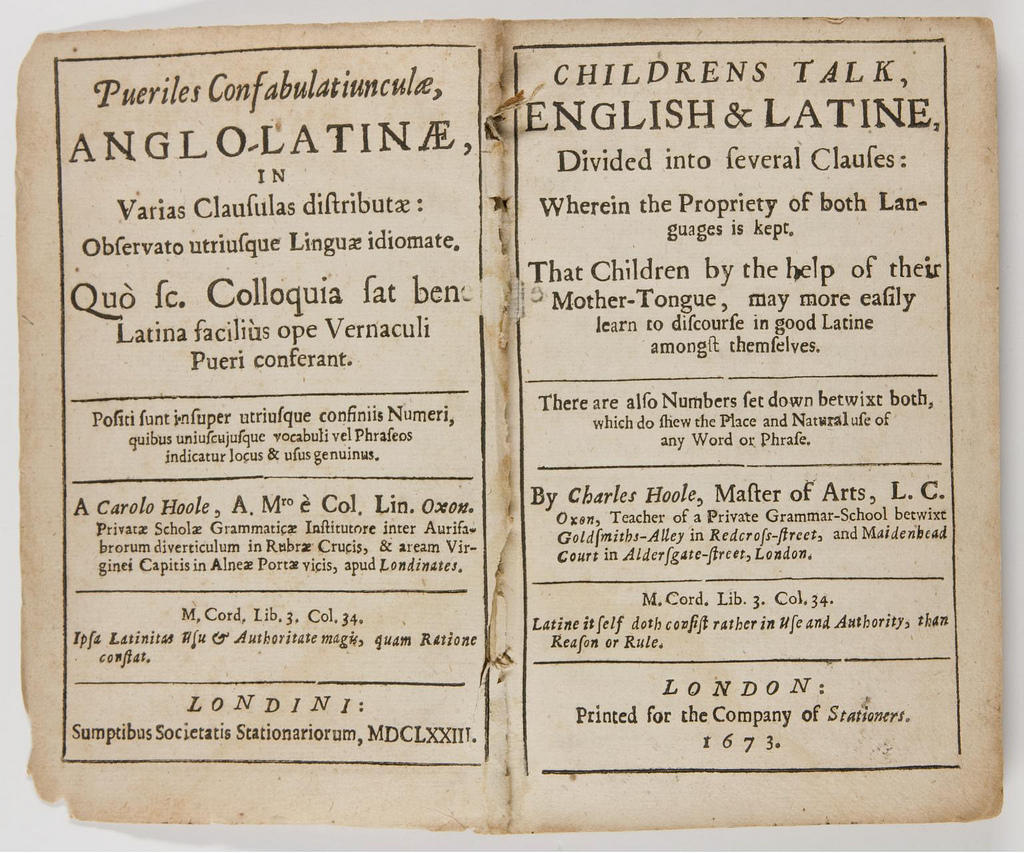 Pueriles Confabulatiunculæ,
ANGLO-LATINÆ,
IN
Varias Clauſulas diſtributæ:
Obſervato utriuſque Linguæ idiomate.
Quò ſc. Colloquia ſat bene
Latina faciliùs ope Vernaculi
Pueri conferant.
Poſiti ſunt inſuper utriuſque confiniis Numeri,
quibus uniuſcujuſque vocabuli vel Phraſeos
indicatur locus & uſus genuinus.
A Carolo Hoole, A. Mro è Col. Lin. Oxon.
Privatæ Scholæ Grammaticæ Inſtitutore inter Aurifa-
brorum diverticulum in Rubræ Crucis, & aream Vir-
ginei Capitis in Alneæ Portæ vicis, apud Londinates.
M. Cord. Lib. 3. Col. 34.
Ipſa Latinitas Uſu & Authoritate magis, quam Ratione
conſtat.
LONDINI:
Sumptibus Societatis Stationariorum, MDCLXXIII.
CHILDRENS TALK,
ENGLISH & LATINE,
Divided into ſeveral Clauſes:
Wherein the Propriety of both Lan-
guages is kept.
That Children by the help of their
Mother-Tongue, may more eaſily
learn to diſcourſe in good Latine
amongſt themſelves.
There are alſo Numbers ſet down betwixt both,
which do ſhew the Place and Natural uſe of
any Word or Phraſe.
By Charles Hoole, Maſter of Arts, L. C.
Oxon, Teacher of a Private Grammar-School betwixt
Goldſmiths-Alley in Redcroſs-ſtreet, and Maidenhead
Court in Alderſgate-ſtreet, London.
M. Cord. Lib. 3. Col. 34.
Latine it ſelf doth conſiſt rather in Uſe and Authority, than
Reaſon or Rule.
LONDON:
Printed for the Company of Stationers.
1673.